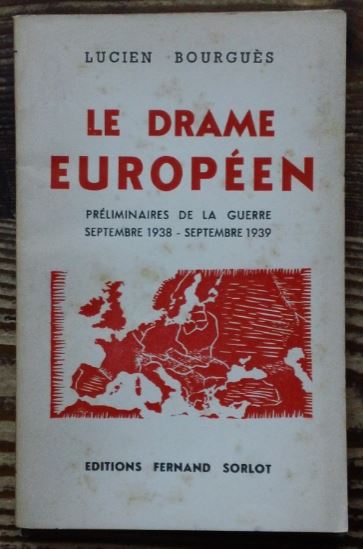 LUCIEN BOURGUÈS
LE DRAME
EUROPÉEN
PRÉLIMINAIRES DE LA GUERRE
SEPTEMBRE 1938 - SEPTEMBRE 1939
EDITIONS FERNAND SORLOT